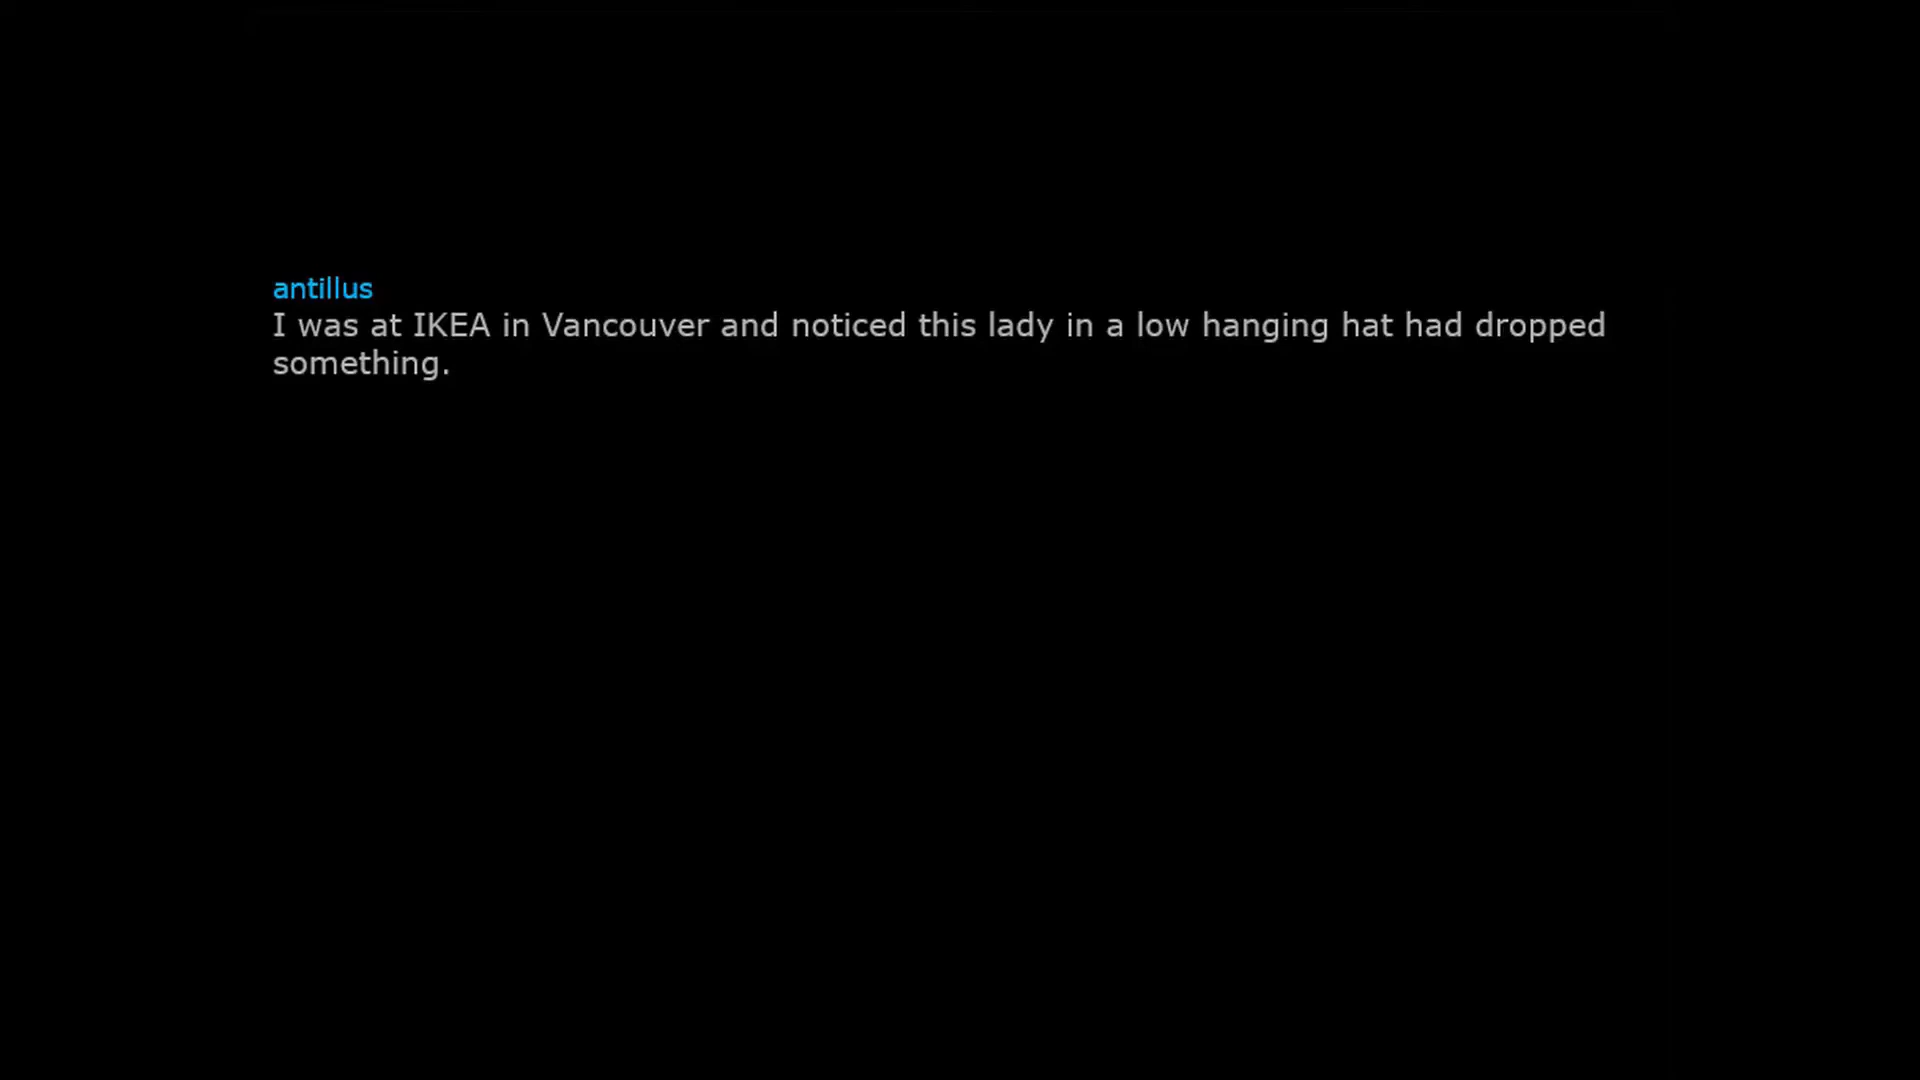 antillus
I was at IKEA in Vancouver and noticed this lady in a low hanging hat had dropped
something.